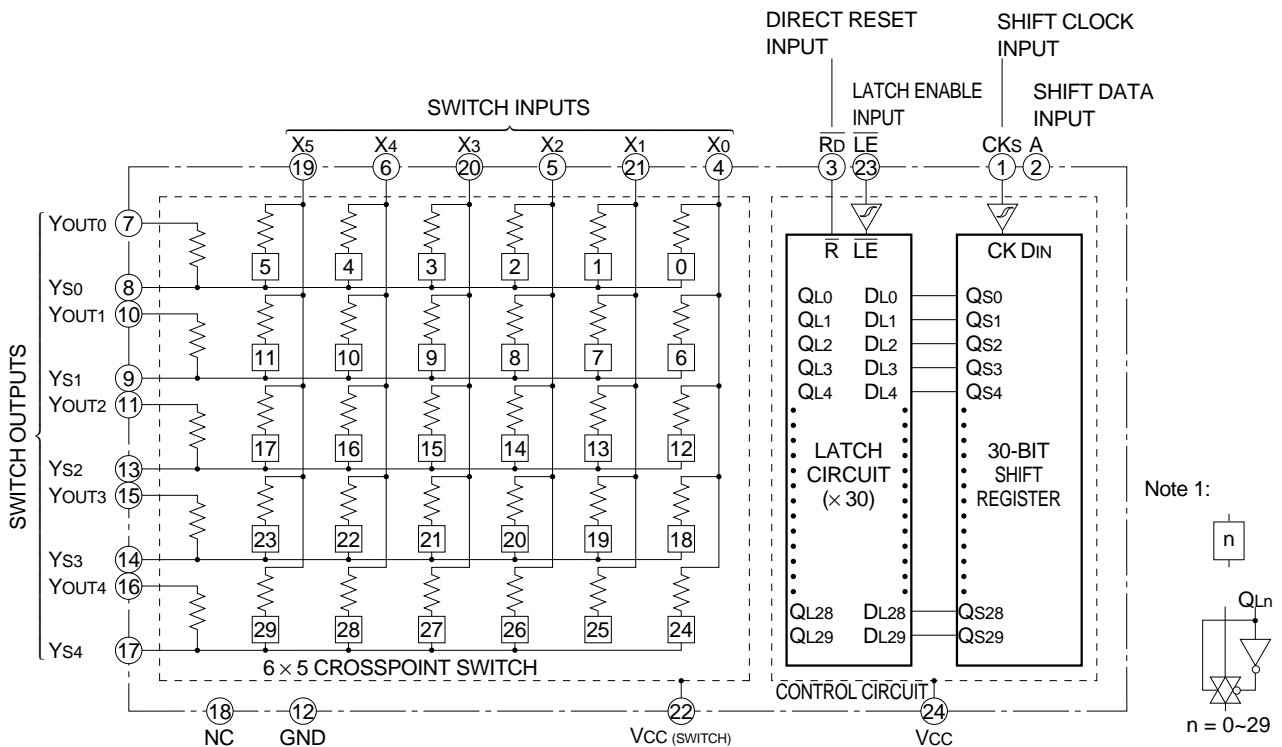 DIRECT RESET
INPUT
SHIFT CLOCK
INPUT
LATCH ENABLE
INPUT
SHIFT DATA
INPUT
SWITCH INPUTS
X5 X4 X3 X2 X1 X0 RD LE CKS A
19 6 20 5 21 4 3 23 1 2
SWITCH OUTPUTS
YOUT0 7
R LE CK DIN
5 4 3 2 1 0
YS0 8
QL0 DL0 QS0
YOUT1 10
QL1 DL1 QS1
QL2 DL2 QS2
11 10 9 8 7 6
QL3 DL3 QS3
YS1 9
QL4 DL4 QS4
YOUT2 11
17 16 15 14 13 12
LATCH
CIRCUIT
(× 30)
30-BIT
SHIFT
REGISTER
YS2 13
YOUT3 15
23 22 21 20 19 18
YS3 14
YOUT4 16
QL28 DL28 QS28
29 28 27 26 25 24
QL29 DL29 QS29
YS4 17
6 × 5 CROSSPOINT SWITCH
CONTROL CIRCUIT
18 12 22 24
NC GND VCC (SWITCH) VCC
Note 1:
n
QLn
n = 0~29